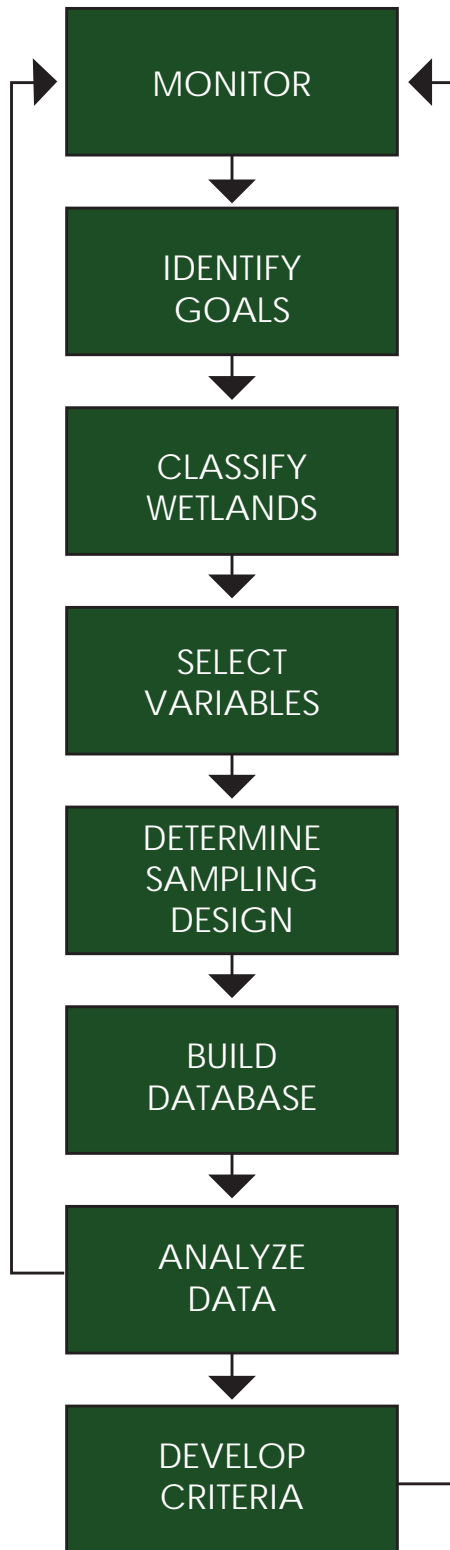 MONITOR
IDENTIFY
GOALS
CLASSIFY
WETLANDS
SELECT
VARIABLES
DETERMINE
SAMPLING
DESIGN
BUILD
DATABASE
ANALYZE
DATA
DEVELOP
CRITERIA